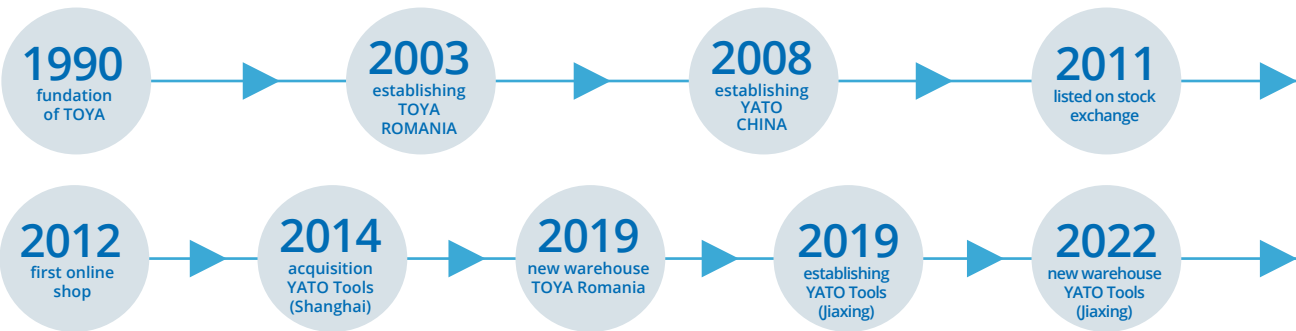 1990
fundation
of TOYA
2003
establishing
TOYA
ROMANIA
2008
establishing
YATO
CHINA
2011
listed on stock
exchange
2012
first online
shop
2014
acquisition
YATO Tools
(Shanghai)
2019
new warehouse
TOYA Romania
2019
establishing
YATO Tools
(Jiaxing)
2022
new warehouse
YATO Tools
(Jiaxing)